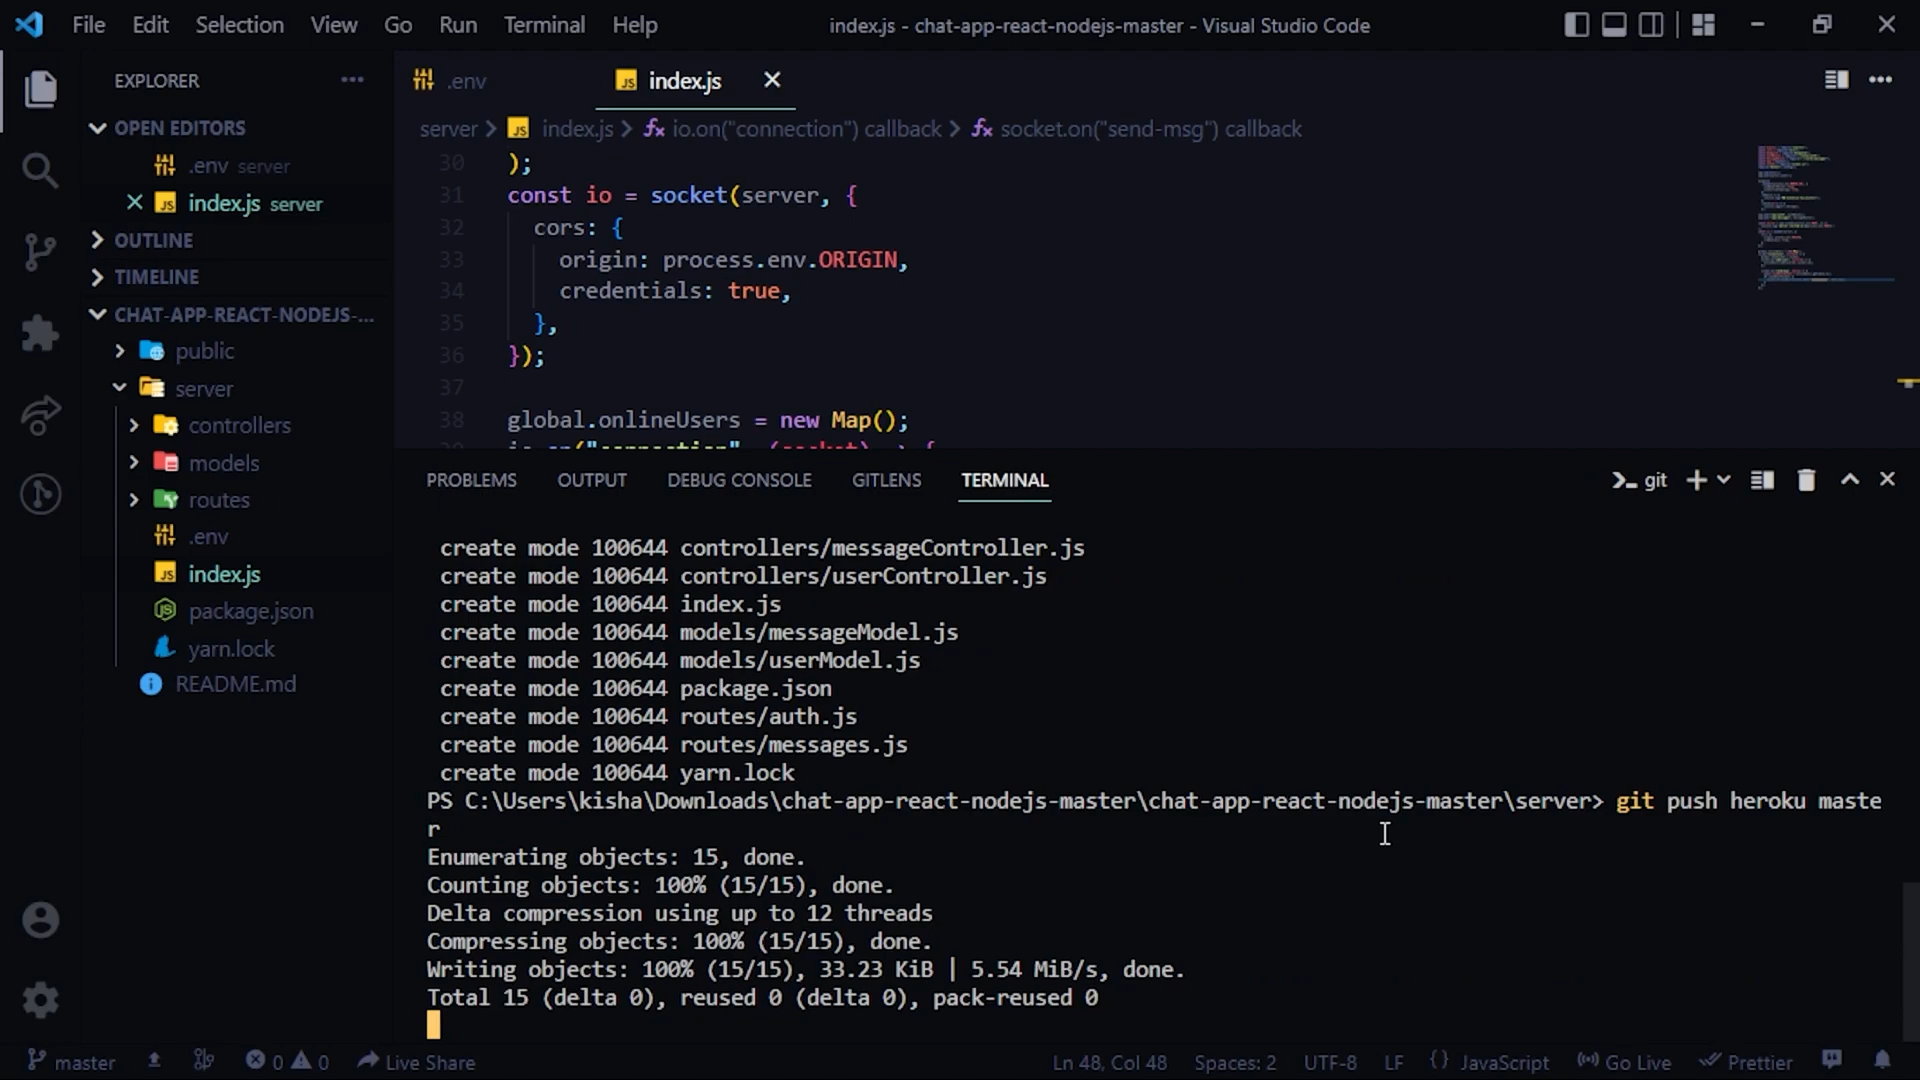 File Edit Selection View Go Run Terminal Help index.js - chat-app-react-nodejs-master - Visual Studio Code
EXPLORER
OPEN EDITORS
.env server
index.js server
OUTLINE
TIMELINE
CHAT-APP-REACT-NODEJS-...
public
server
controllers
models
routes
.env
index.js
package.json
yarn.lock
README.md
.env index.js
server > index.js > io.on("connection") callback > socket.on("send-msg") callback
30 );
31 const io = socket(server, {
32 cors: {
33 origin: process.env.ORIGIN,
34 credentials: true,
35 },
36 });
37
38 global.onlineUsers = new Map();
PROBLEMS OUTPUT DEBUG CONSOLE GITLENS TERMINAL git
create mode 100644 controllers/messageController.js
create mode 100644 controllers/userController.js
create mode 100644 index.js
create mode 100644 models/messageModel.js
create mode 100644 models/userModel.js
create mode 100644 package.json
create mode 100644 routes/auth.js
create mode 100644 routes/messages.js
create mode 100644 yarn.lock
PS C:\Users\kisha\Downloads\chat-app-react-nodejs-master\chat-app-react-nodejs-master\server> git push heroku maste
r
Enumerating objects: 15, done.
Counting objects: 100% (15/15), done.
Delta compression using up to 12 threads
Compressing objects: 100% (15/15), done.
Writing objects: 100% (15/15), 33.23 KiB | 5.54 MiB/s, done.
Total 15 (delta 0), reused 0 (delta 0), pack-reused 0
master 0 0 Live Share Ln 48, Col 48 Spaces: 2 UTF-8 LF {} JavaScript Go Live Prettier